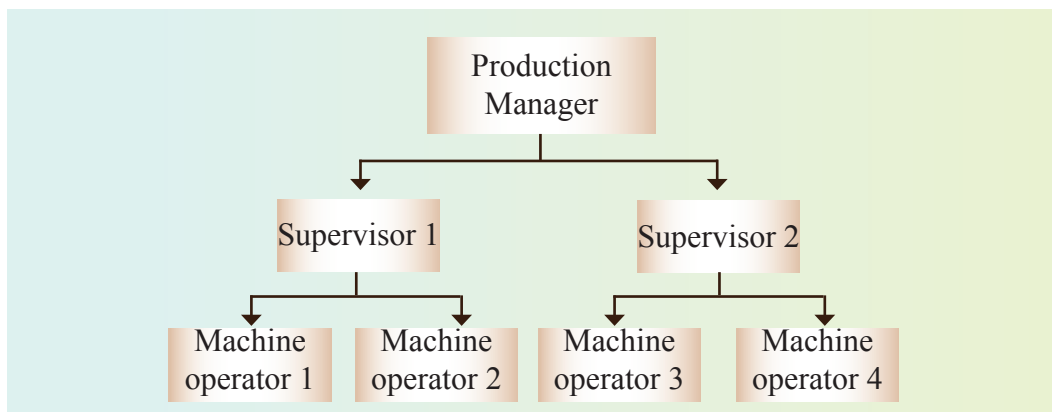 Production
Manager
Supervisor 1
Supervisor 2
Machine
operator 1
Machine
operator 2
Machine
operator 3
Machine
operator 4